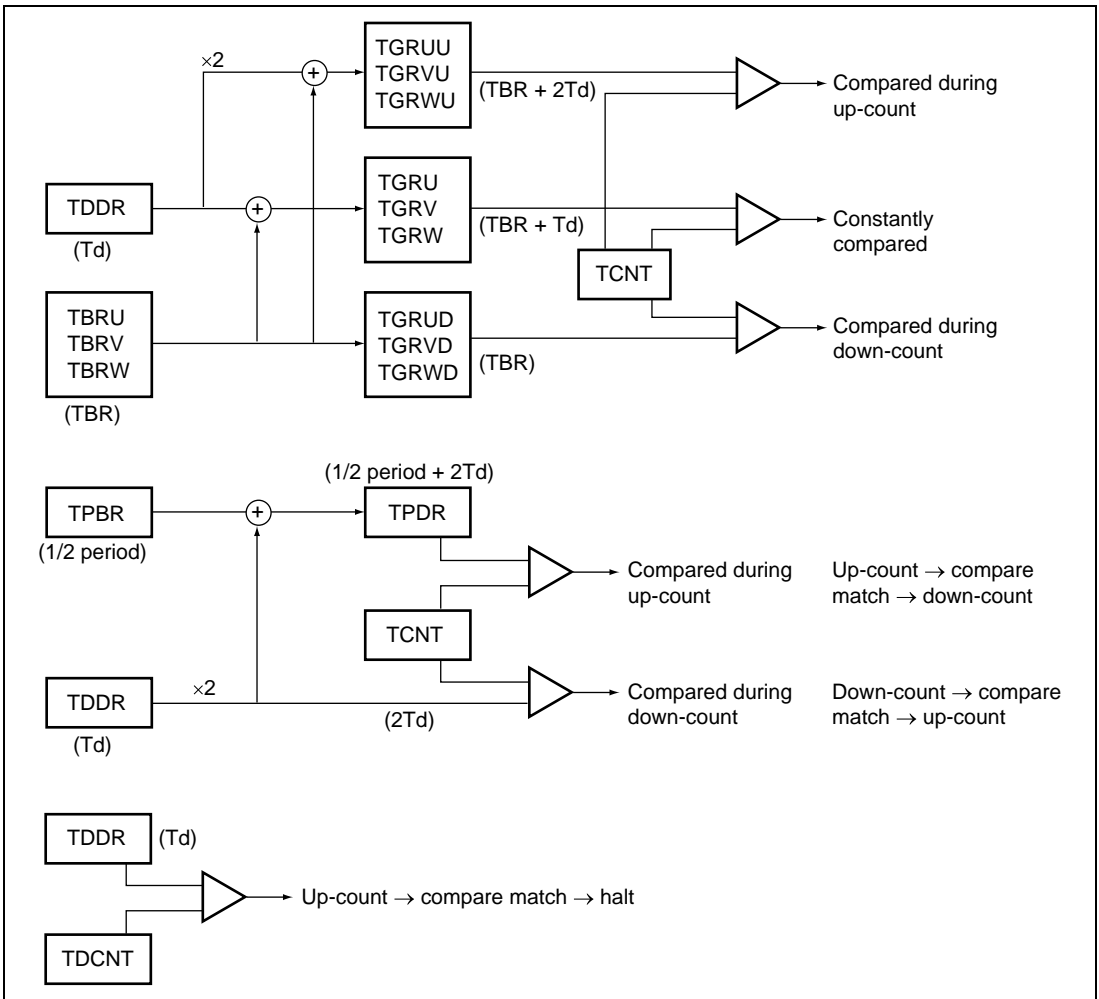 ×2
TGRUU
TGRVU
TGRWU
(TBR + 2Td)
Compared during
up-count
TDDR
(Td)
TGRU
TGRV
TGRW
(TBR + Td)
TCNT
Constantly
compared
TBRU
TBRV
TBRW
(TBR)
TGRUD
TGRVD
TGRWD
(TBR)
Compared during
down-count
(1/2 period + 2Td)
TPBR
(1/2 period)
TPDR
Compared during
up-count
Up-count → compare
match → down-count
TCNT
TDDR
(Td)
×2
(2Td)
Compared during
down-count
Down-count → compare
match → up-count
TDDR
(Td)
Up-count → compare match → halt
TDCNT